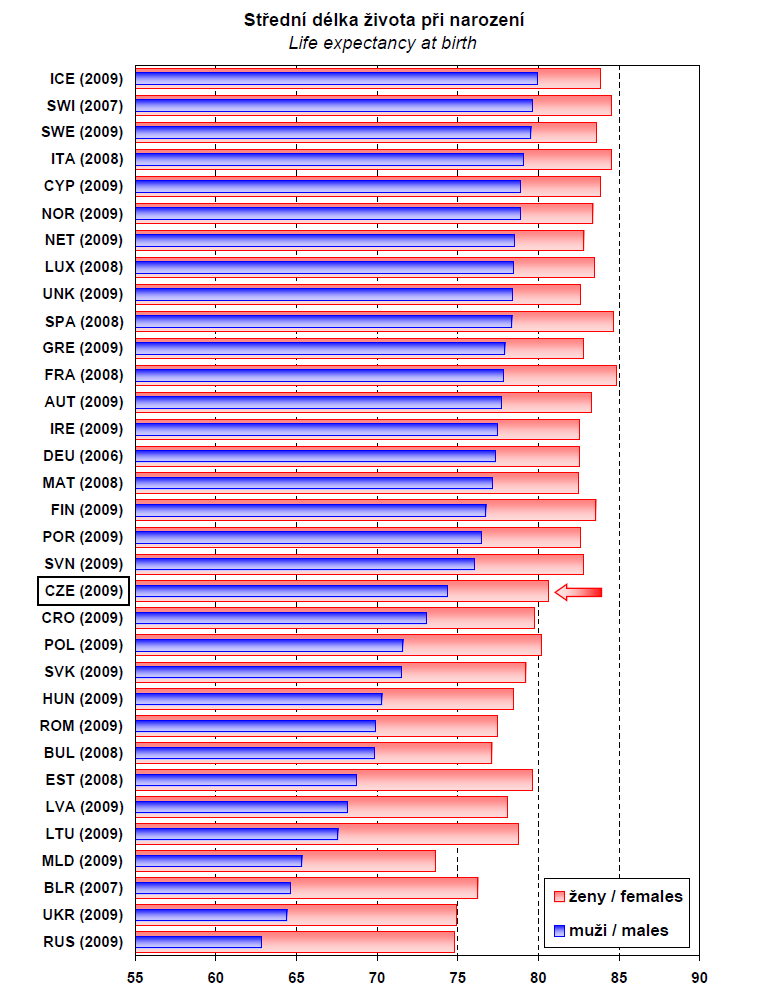 Střední délka života při narození
Life expectancy at birth
ICE (2009)
SWI (2007)
SWE (2009)
ITA (2008)
CYP (2009)
NOR (2009)
NET (2009)
LUX (2008)
UNK (2009)
SPA (2008)
GRE (2009)
FRA (2008)
AUT (2009)
IRE (2009)
DEU (2006)
MAT (2008)
FIN (2009)
POR (2009)
SVN (2009)
CZE (2009)
CRO (2009)
POL (2009)
SVK (2009)
HUN (2009)
ROM (2009)
BUL (2008)
EST (2008)
LVA (2009)
LTU (2009)
MLD (2009)
BLR (2007)
UKR (2009)
RUS (2009)
ženy / females
muži / males
55 60 65 70 75 80 85 90